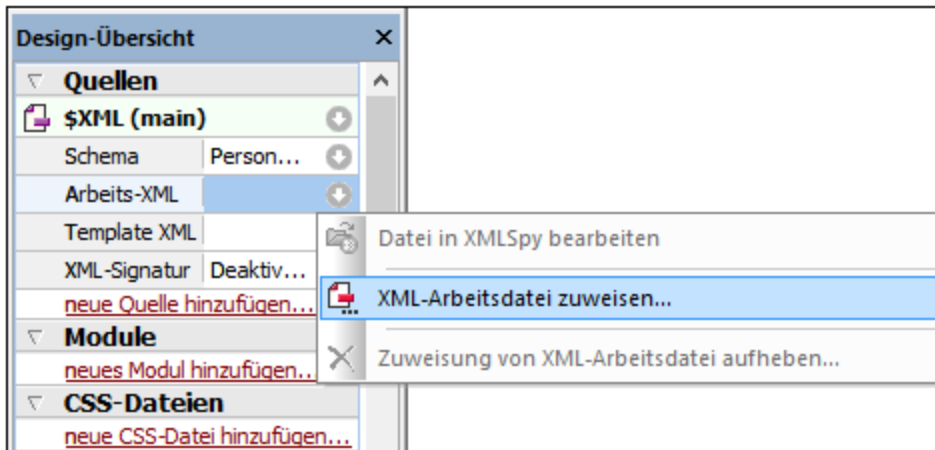 Design-Übersicht
Quellen
$XML (main)
Schema Person...
Arbeits-XML
Template XML
Datei in XMLSpy bearbeiten
XML-Signatur Deaktiv...
neue Quelle hinzufügen...
XML-Arbeitsdatei zuweisen...
Module
neues Modul hinzufügen...
Zuweisung von XML-Arbeitsdatei aufheben...
CSS-Dateien
neue CSS-Datei hinzufügen...